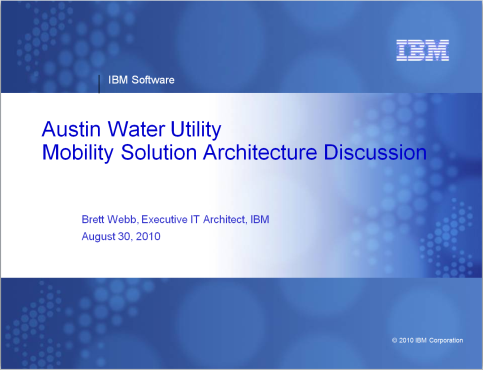 IBM
IBM Software
Austin Water Utility
Mobility Solution Architecture Discussion
Brett Webb, Executive IT Architect, IBM
August 30, 2010
© 2010 IBM Corporation